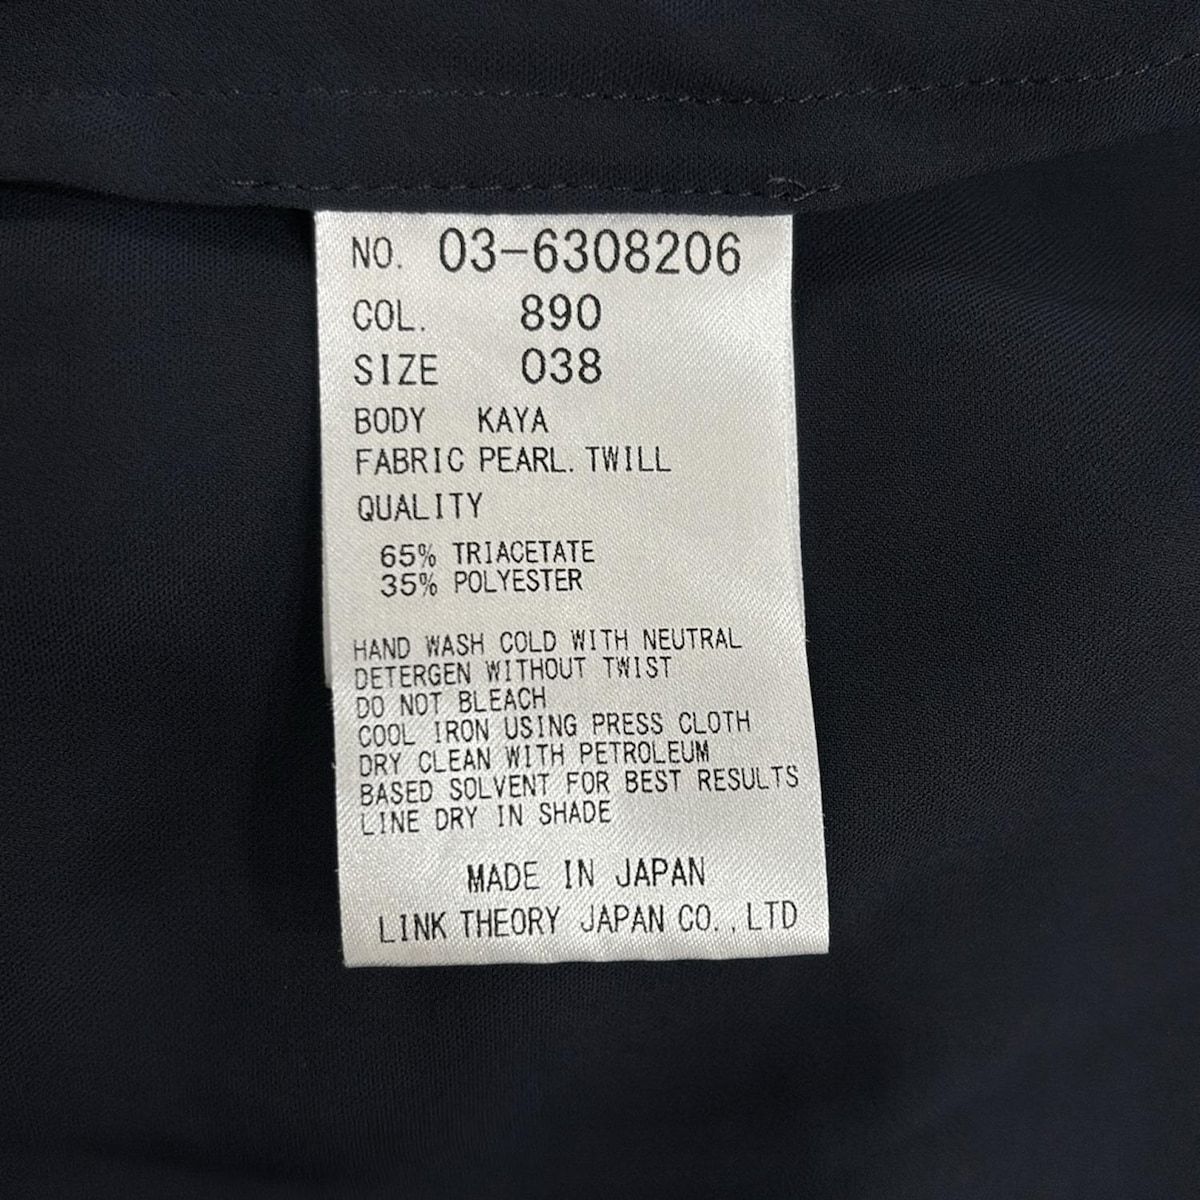 NO. 03-6308206
COL. 890
SIZE 038
BODY KAYA
FABRIC PEARL. TWILL
QUALITY
65% TRIACETATE
35% POLYESTER
HAND WASH COLD WITH NEUTRAL
DETERGEN WITHOUT TWIST
DO NOT BLEACH
COOL IRON USING PRESS CLOTH
DRY CLEAN WITH PETROLEUM
BASED SOLVENT FOR BEST RESULTS
LINE DRY IN SHADE
MADE IN JAPAN
LINK THEORY JAPAN CO.,LTD